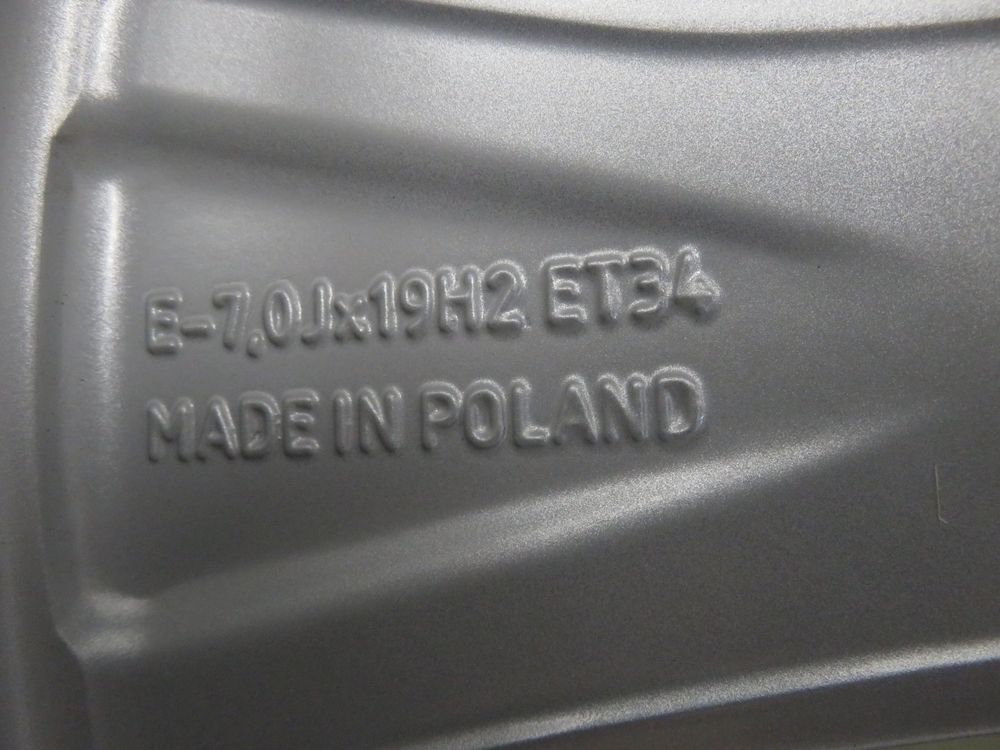 E-7,0Jx19H2 ET34
MADE IN POLAND